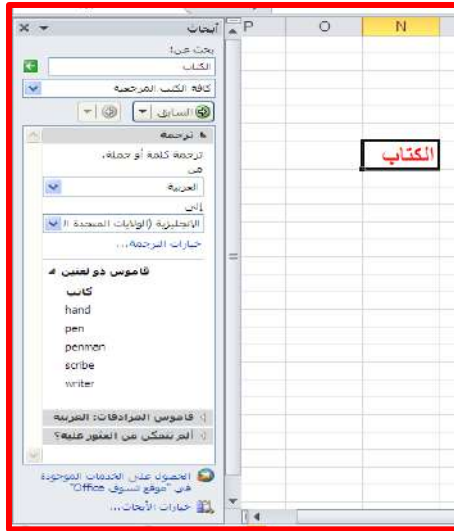 أبحاث
P O N
بحث عن:
الكتاب
كافة الكتب المرجعية
السابق
ترجمة
ترجمة كلمة أو جملة.
من
العربية
إلى
الإنجليزية (الولايات المتحدة ال
خيارات الترجمة...
قاموس ذو لغتين
كاتب
hand
pen
penman
scribe
writer
قاموس المرادفات: العربية
ألم تتمكن من العثور عليه؟
الحصول على الخدمات الموجودة
في "موقع تسوق Office"
خيارات الأبحاث...
الكتاب